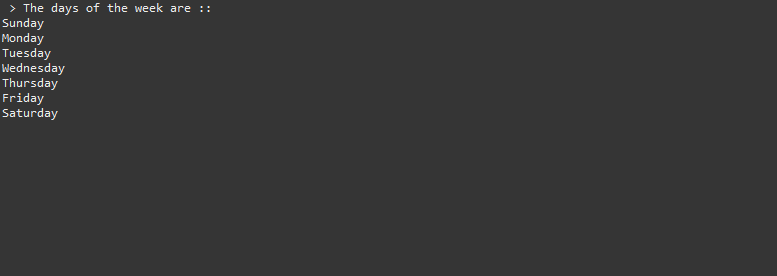 > The days of the week are ::
Sunday
Monday
Tuesday
Wednesday
Thursday
Friday
Saturday